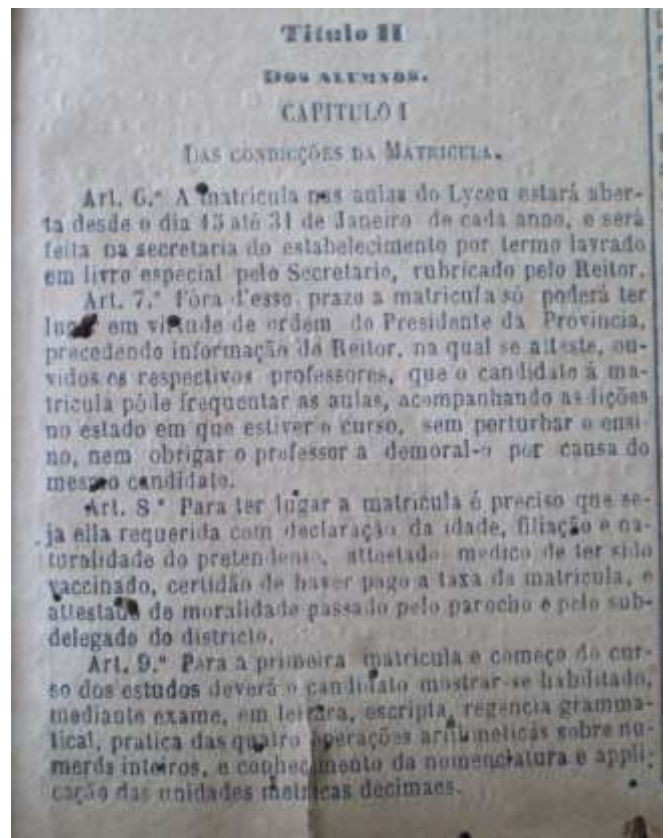 Titulo II
DOS ALUMNOS.
CAPITULO I
DAS CONDICÇÕES DA MATRICULA.
Art. 6.º A matricula nas aulas do Lyceu estará aber-
ta desde o dia 15 até 31 de Janeiro de cada anno, e será
feita na secretaria do estabelecimento por termo lavrado
em livro especial pelo Secretario, rubricado pelo Reitor.
Art. 7.º Fóra d'esse prazo a matricula só poderá ter
lugar em virtude de ordem do Presidente da Provincia,
precedendo informação do Reitor, na qual se atteste, ou-
vidos os respectivos professores, que o candidato á ma-
tricula póde frequentar as aulas, acompanhando as lições
no estado em que estiver o curso, sem perturbar o ensi-
no, nem obrigar o professor a demoral-o por causa do
mesmo candidato.
Art. 8.º Para ter lugar a matricula é preciso que se-
ja ella requerida com declaração da idade, filiação e na-
turalidade do pretendente, attestado medico de ter sido
vaccinado, certidão de haver pago a taxa da matricula, e
attestado de moralidade passado pelo parocho e pelo sub-
delegado do districto.
Art. 9.º Para a primeira matricula e começo do cur-
so dos estudos deverá o candidato mostrar-se habilitado,
mediante exame, em leitura, escripta, regencia gramma-
tical, pratica das quatro operações arithmeticas sobre nu-
meros inteiros, e conhecimento da nomenclatura e appli-
cação das unidades metricas decimaes.